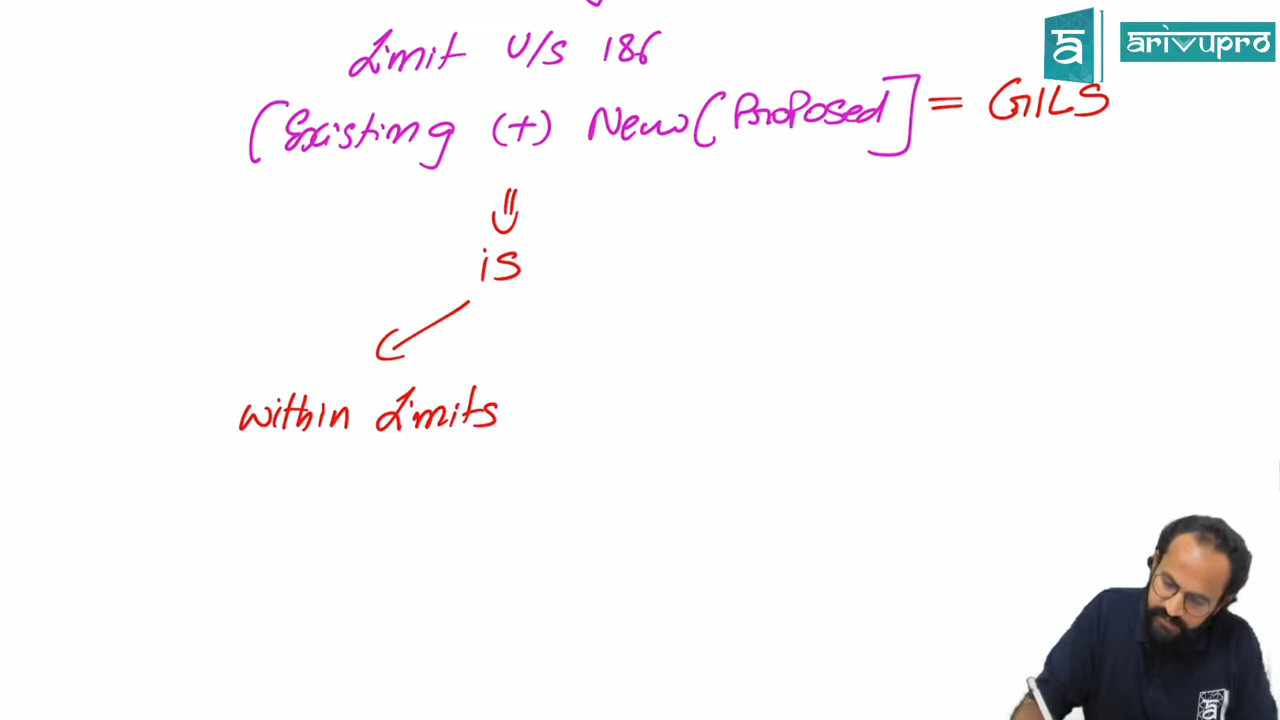 arivupro
Limit U/s 186
(Existing (+) New (Proposed] = GILS
is
within Limits